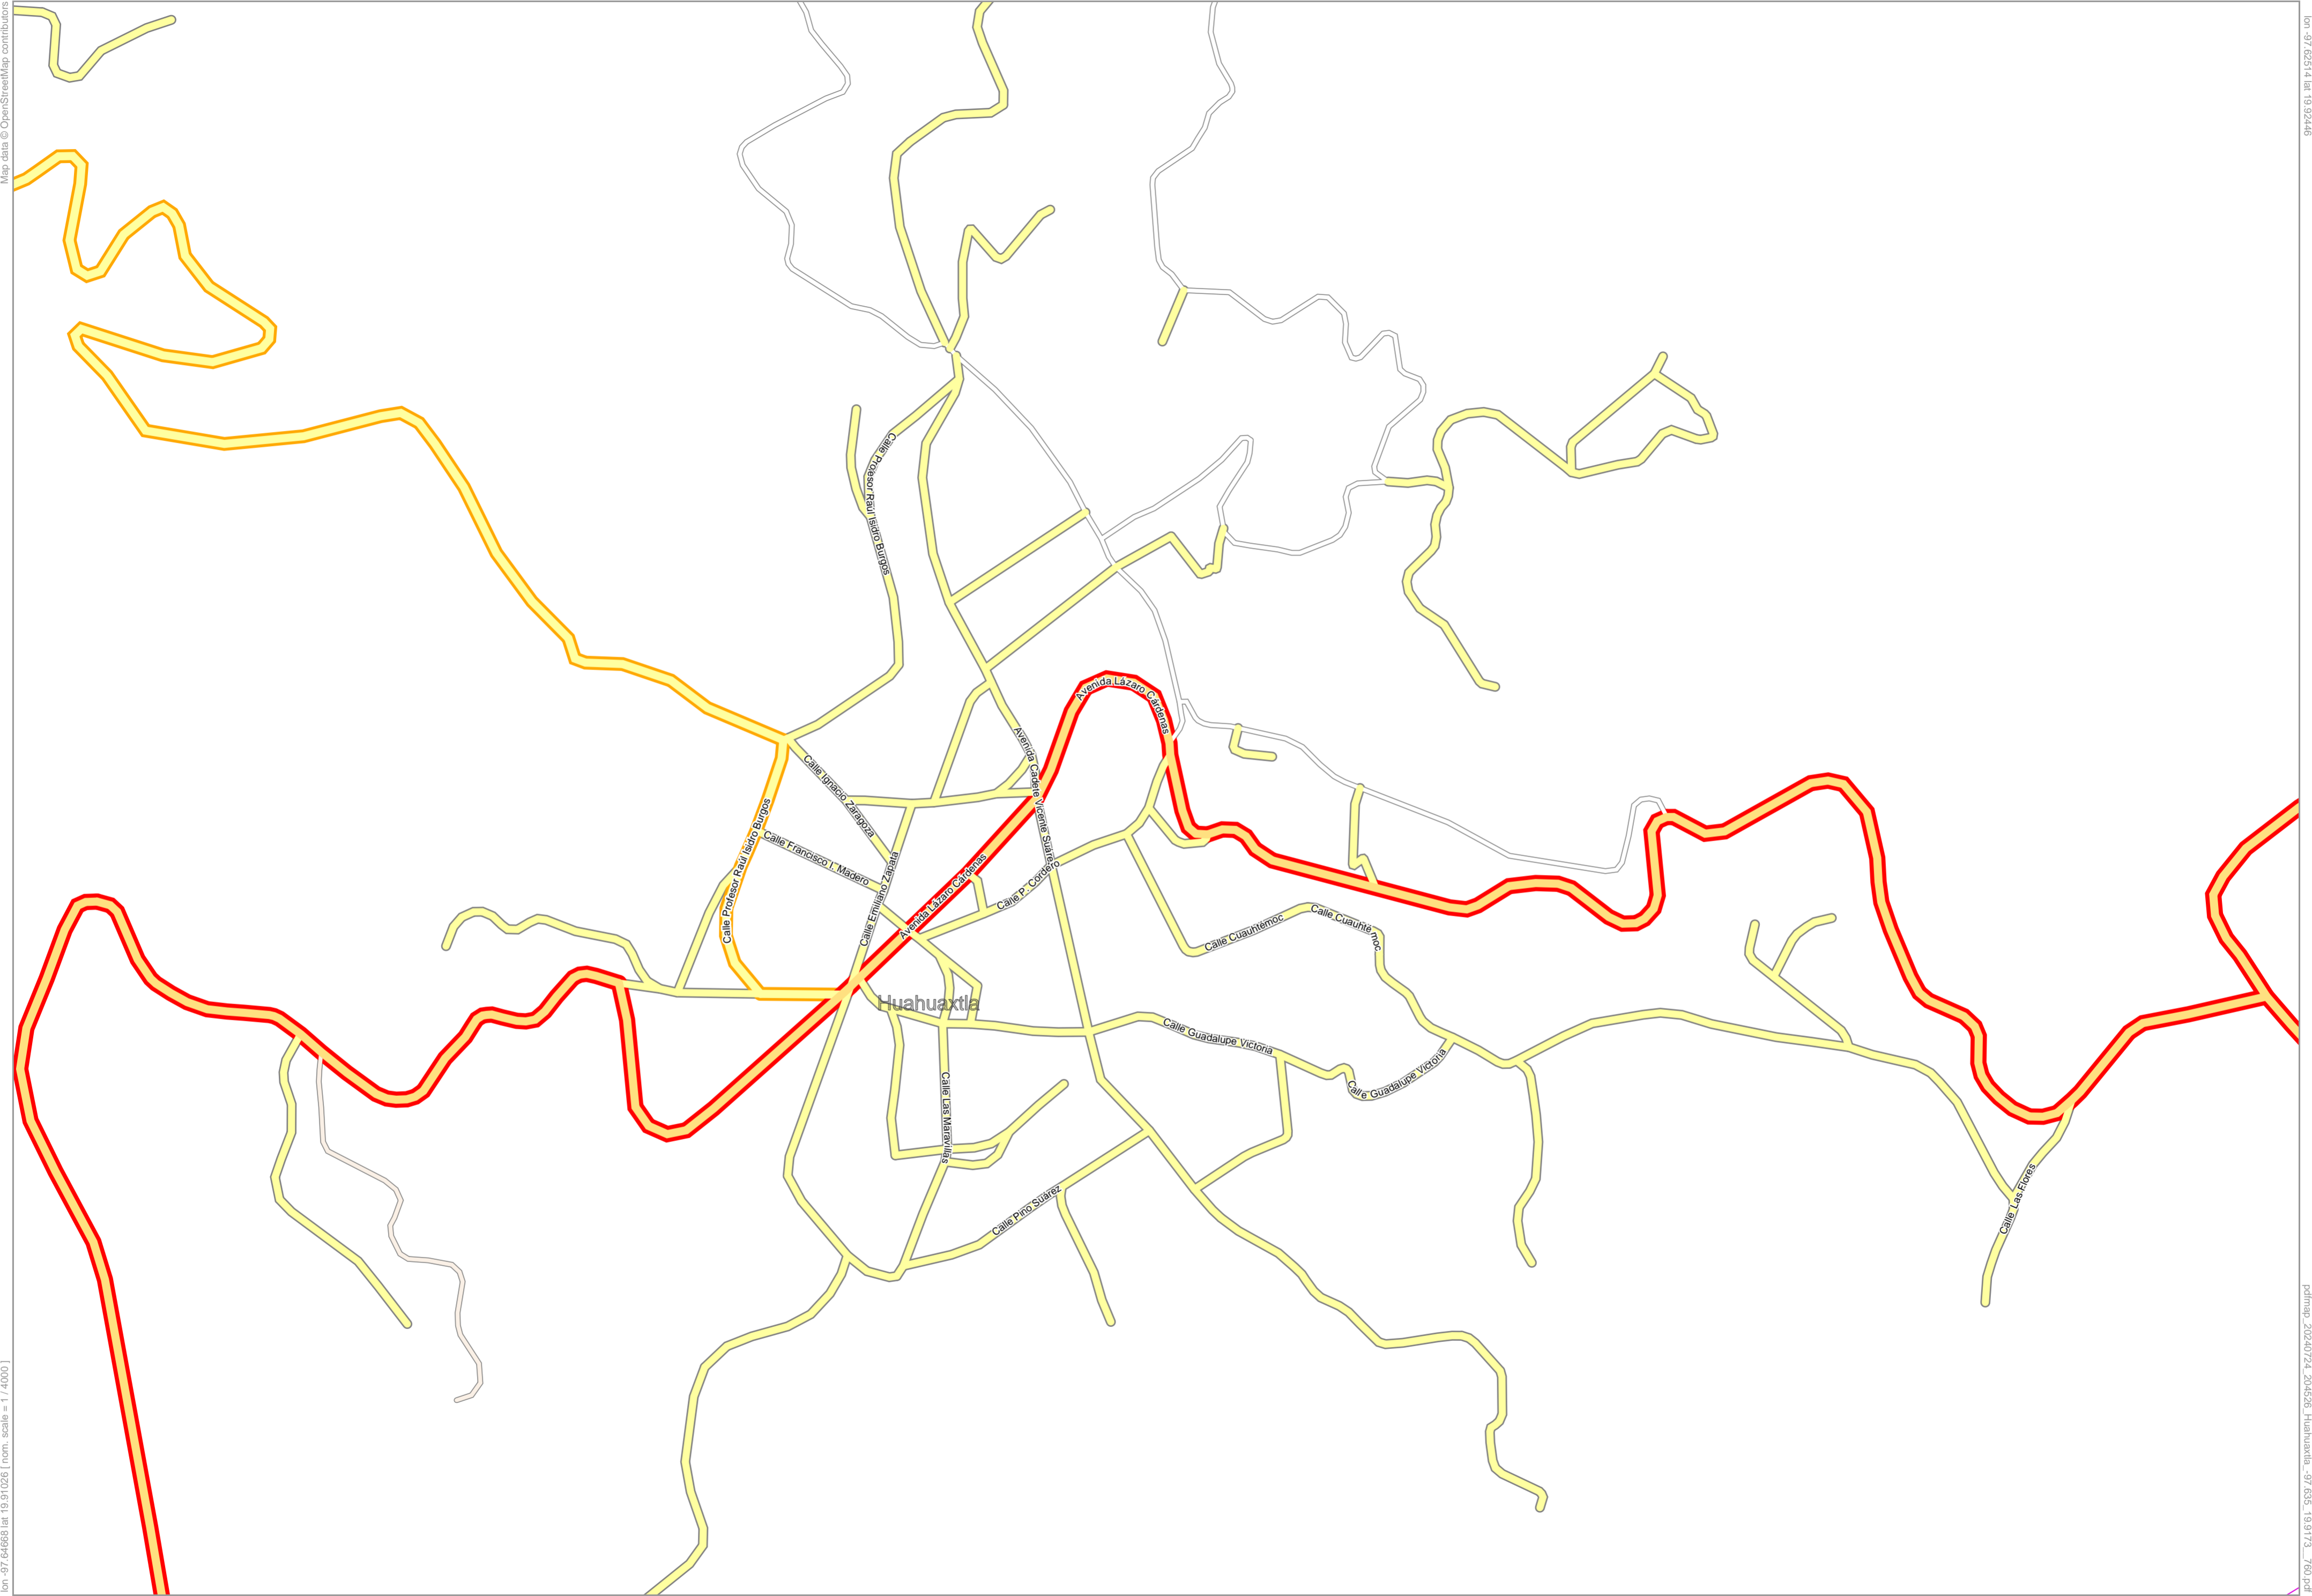 Map data © OpenStreetMap contributors
lon -97.62514 lat 19.92446
Calle Proesor Raúl Isidro Burgos
Avenida Lázaro Cárdenas
Avenida Cadete Vicente Suárez
Calle Ignacio Zaragoza
Calle Profesor Raúl Isidro Burgos
Calle Francisco I. Madero
Calle Emiliano Zapata
Avenida Lázaro Cárdenas
Calle P. Cordero
Calle Cuauhtémoc
Calle Cuauhtémoc
Huahuaxtla
Calle Guadalupe Victoria
Calle Guadalupe Victoria
Calle Las Maravillas
Calle Pino Suárez
Calle Las Flores
lon -97.64668 lat 19.91026 [ nom. scale = 1 / 4000 ]
pdfmap_20240724_204526_Huahuaxtla_-97.635_19.9173__760.pdf